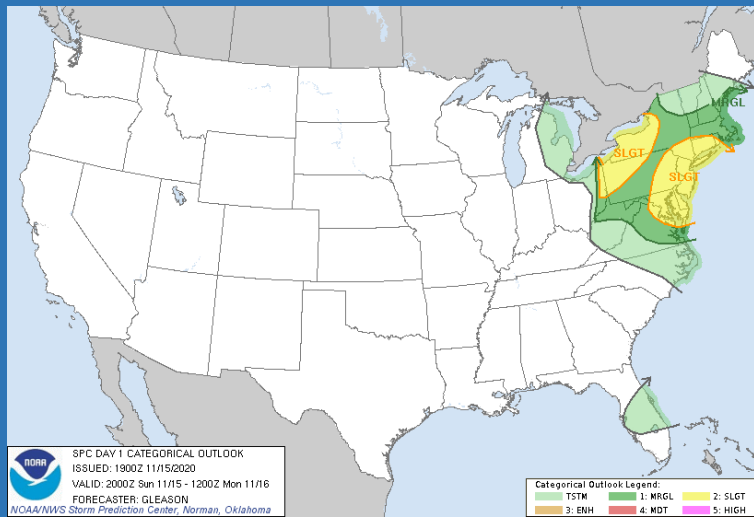 MRGL
SLGT
SLGT
NOAA
SPC DAY 1 CATEGORICAL OUTLOOK
ISSUED: 1900Z 11/15/2020
VALID: 2000Z Sun 11/15 - 1200Z Mon 11/16
FORECASTER: GLEASON
NOAA/NWS Storm Prediction Center, Norman, Oklahoma
Categorical Outlook Legend:
TSTM 1: MRGL 2: SLGT
3: ENH 4: MDT 5: HIGH